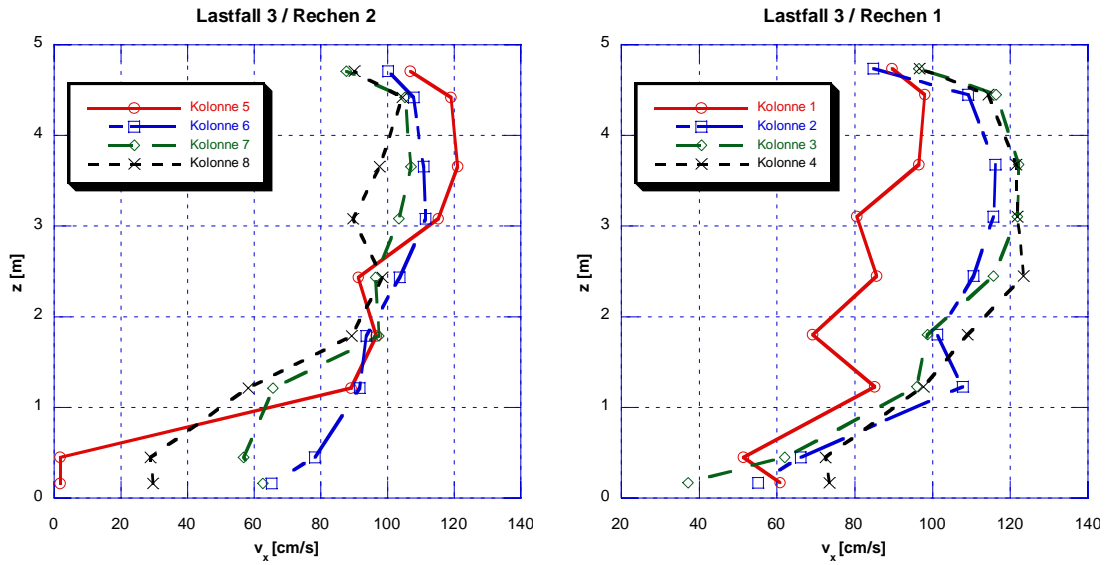 Lastfall 3 / Rechen 2
5
4
3
2
1
0
z [m]
Kolonne 5
Kolonne 6
Kolonne 7
Kolonne 8
0 20 40 60 80 100 120 140
v_x [cm/s]
Lastfall 3 / Rechen 1
5
4
3
2
1
0
z [m]
Kolonne 1
Kolonne 2
Kolonne 3
Kolonne 4
20 40 60 80 100 120 140
v_x [cm/s]